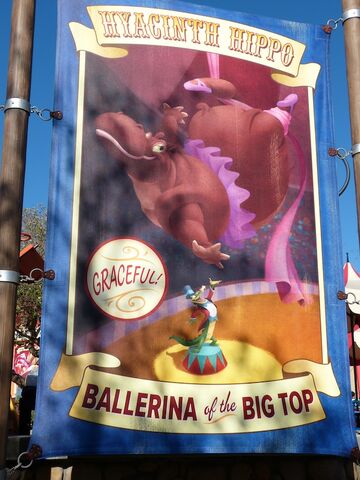 HYACINTH HIPPO
GRACEFUL!
BALLERINA of the BIG TOP